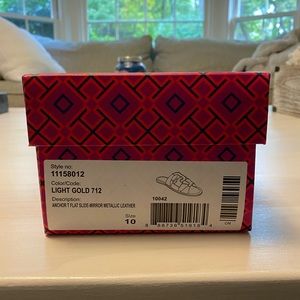 Style no:
11158012
Color/Code:
LIGHT GOLD 712
Description:
ANCHOR T FLAT SLIDE-MIRROR METALLIC LEATHER
10042
Size
10